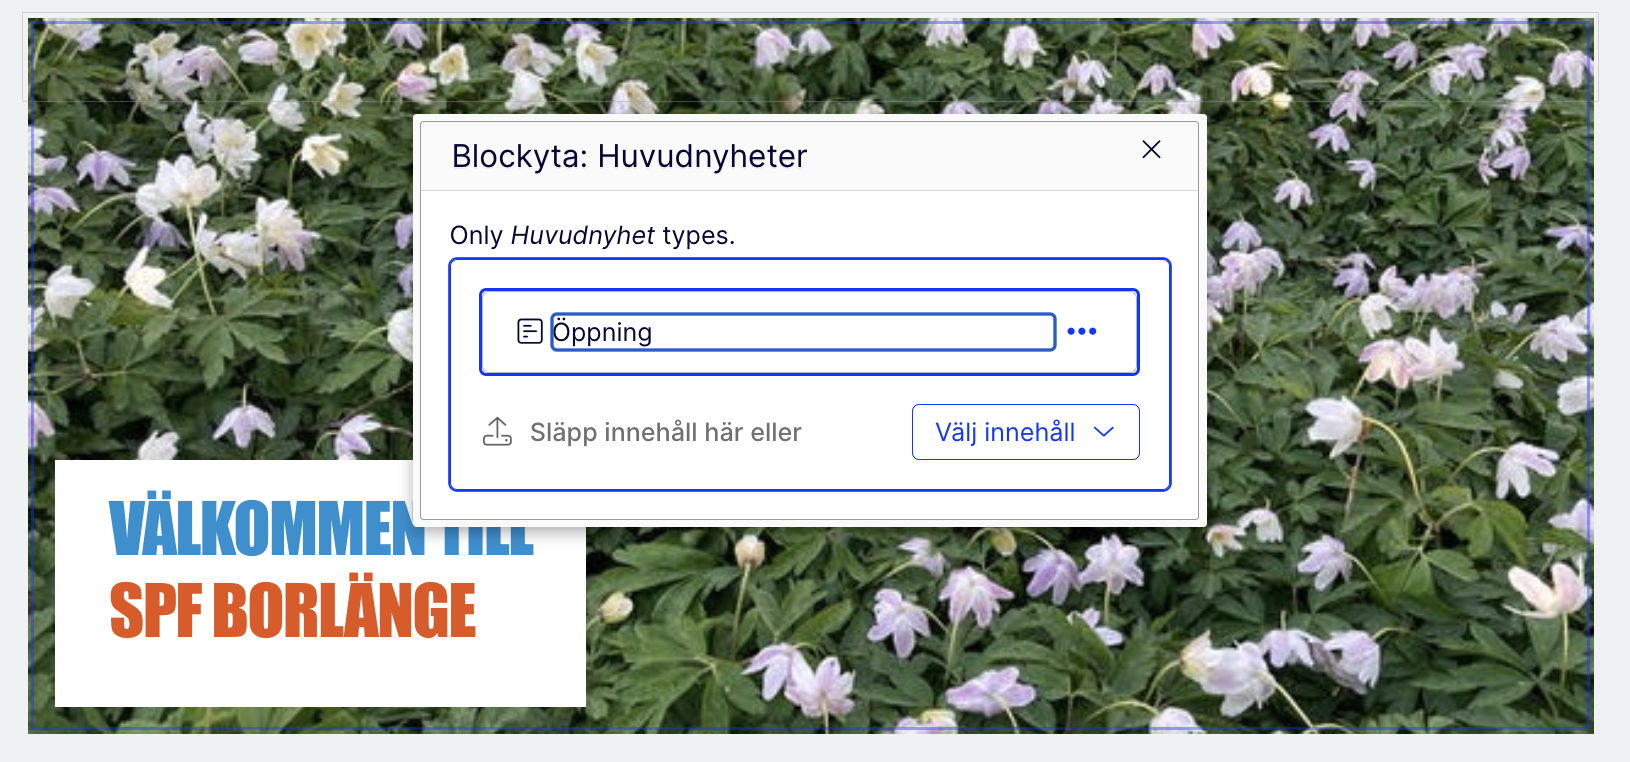 Blockyta: Huvudnyheter
Only Huvudnyhet types.
Öppning
Släpp innehåll här eller
Välj innehåll
VÄLKOMMEN TILL
SPF BORLÄNGE